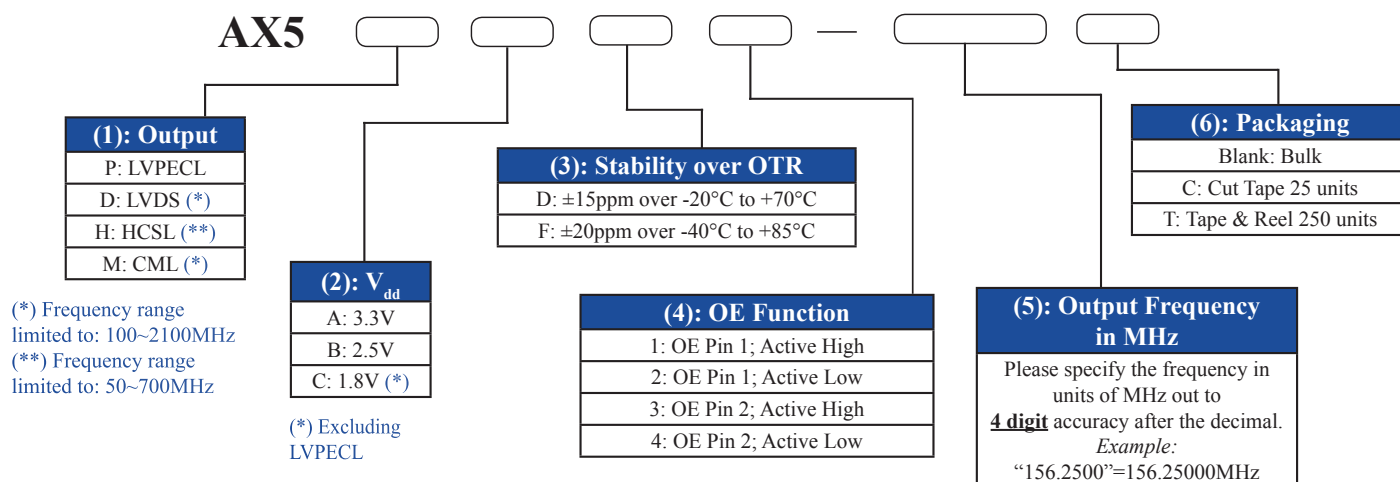 AX5 —
(1): Output
P: LVPECL
D: LVDS (*)
H: HCSL (**)
M: CML (*)
(*) Frequency range
limited to: 100~2100MHz
(**) Frequency range
limited to: 50~700MHz
(2): Vdd
A: 3.3V
B: 2.5V
C: 1.8V (*)
(*) Excluding
LVPECL
(3): Stability over OTR
D: ±15ppm over -20°C to +70°C
F: ±20ppm over -40°C to +85°C
(4): OE Function
1: OE Pin 1; Active High
2: OE Pin 1; Active Low
3: OE Pin 2; Active High
4: OE Pin 2; Active Low
(5): Output Frequency
in MHz
Please specify the frequency in
units of MHz out to
4 digit accuracy after the decimal.
Example:
“156.2500”=156.25000MHz
(6): Packaging
Blank: Bulk
C: Cut Tape 25 units
T: Tape & Reel 250 units